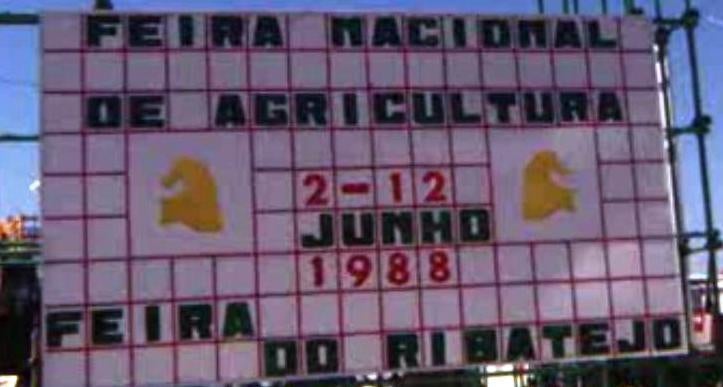 FEIRA NACIONAL
DE AGRICULTURA
2-12
JUNHO
1988
FEIRA
DO RIBATEJO